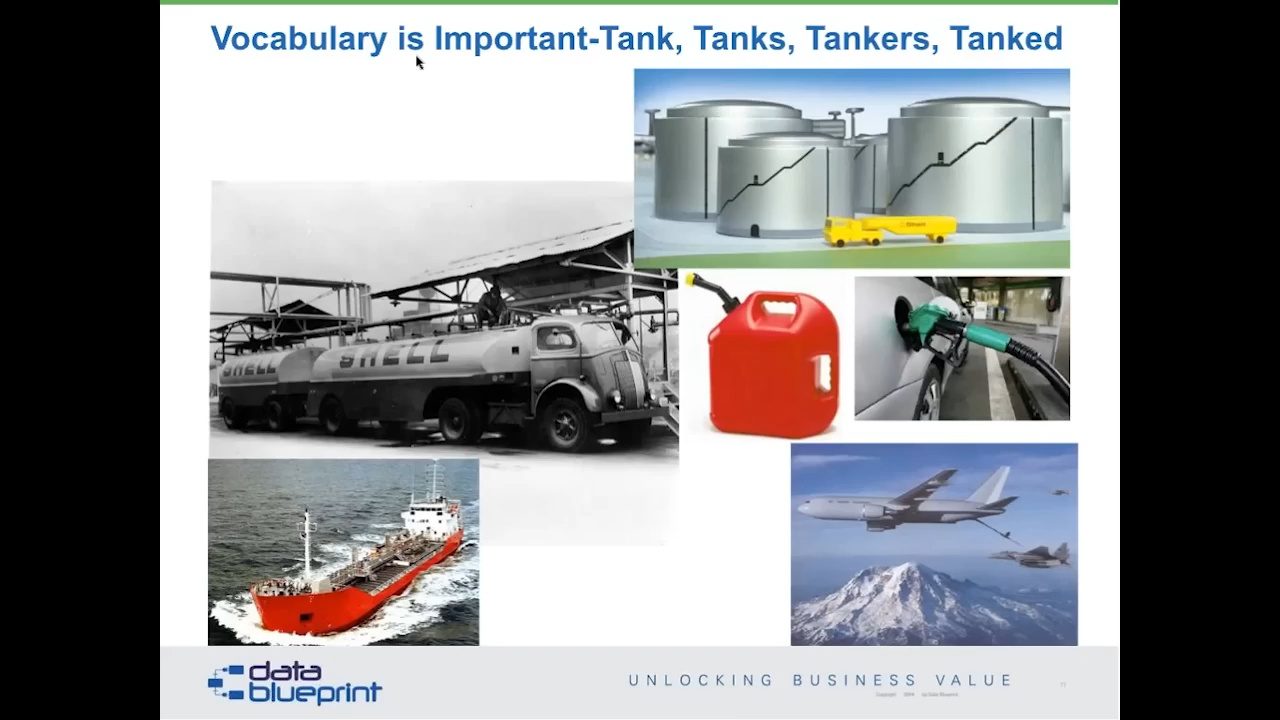 Vocabulary is Important-Tank, Tanks, Tankers, Tanked
SHELL SHELL
data
blueprint
UNLOCKING BUSINESS VALUE